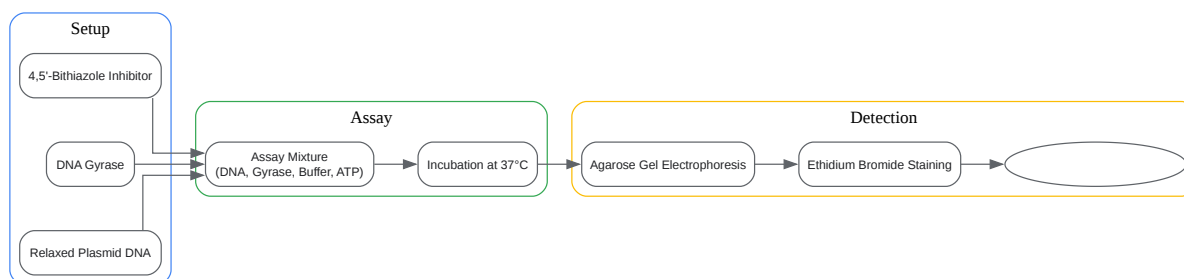 Setup
4,5'-Bithiazole Inhibitor
DNA Gyrase
Relaxed Plasmid DNA
Assay
Assay Mixture
(DNA, Gyrase, Buffer, ATP)
Incubation at 37°C
Detection
Agarose Gel Electrophoresis
Ethidium Bromide Staining